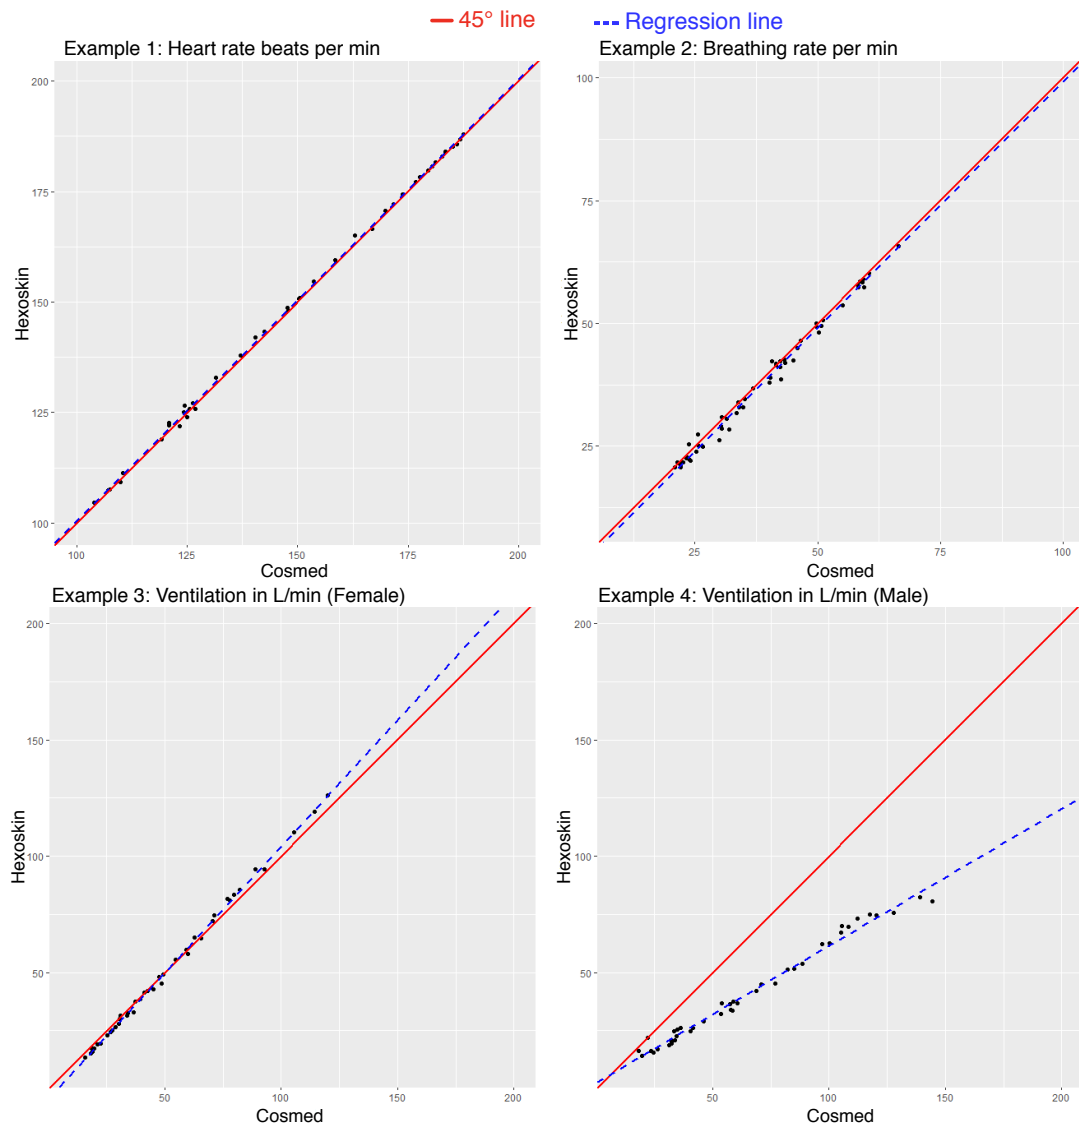 45° line
Regression line
Example 1: Heart rate beats per min
200
175
150
125
100
Hexoskin
100 125 150 175 200
Cosmed
Example 2: Breathing rate per min
100
75
50
25
Hexoskin
25 50 75 100
Cosmed
Example 3: Ventilation in L/min (Female)
200
150
100
50
Hexoskin
50 100 150 200
Cosmed
Example 4: Ventilation in L/min (Male)
200
150
100
50
Hexoskin
50 100 150 200
Cosmed